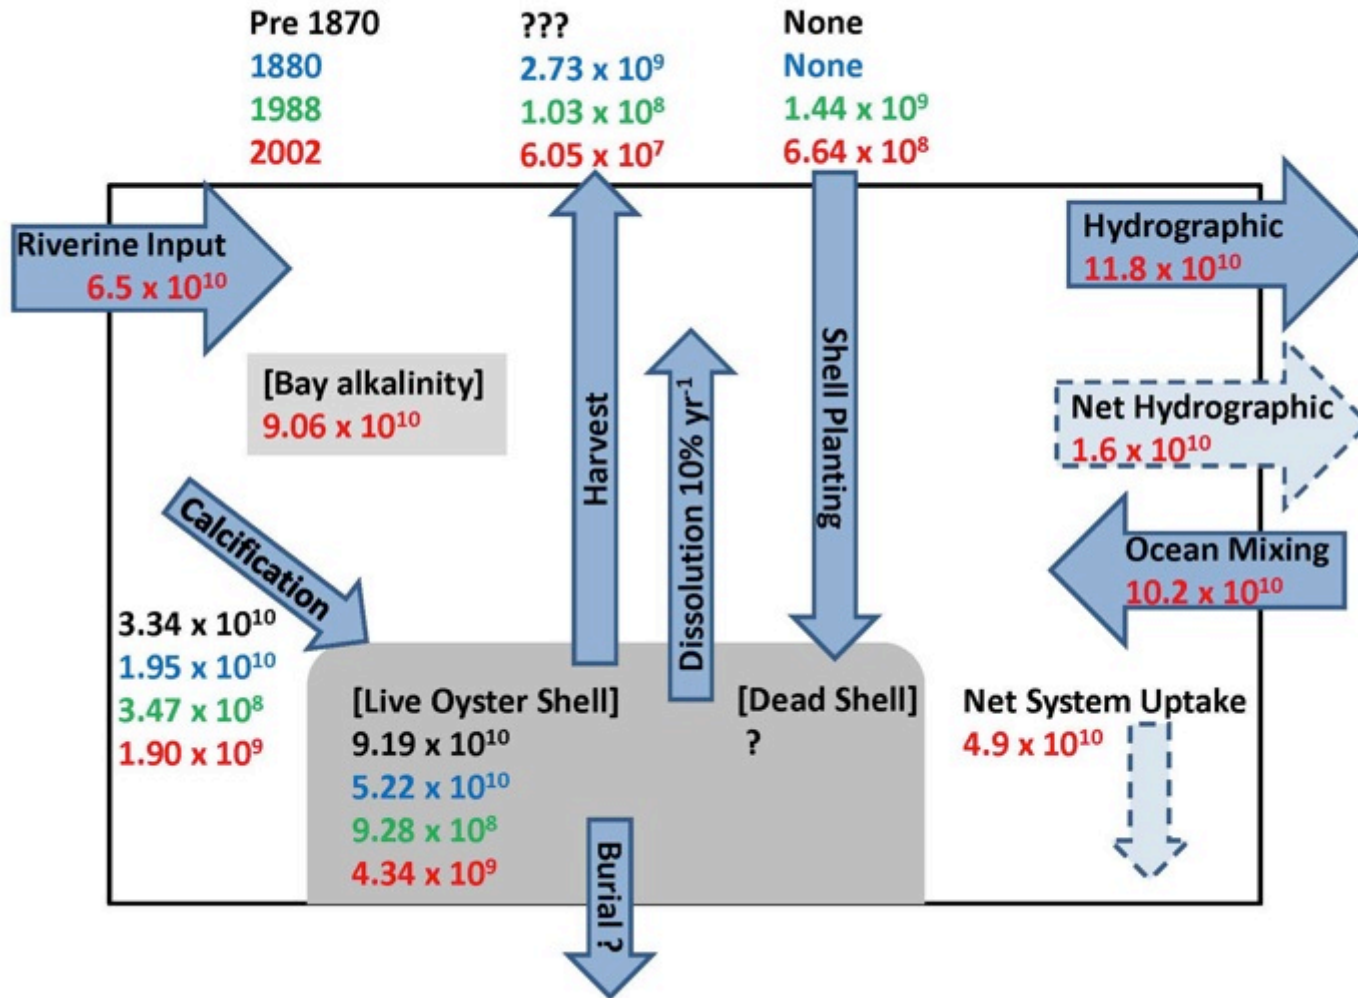 Pre 1870 ??? None
1880 2.73 x 10⁹ None
1988 1.03 x 10⁸ 1.44 x 10⁹
2002 6.05 x 10⁷ 6.64 x 10⁸
Riverine Input
6.5 x 10¹⁰
Hydrographic
11.8 x 10¹⁰
[Bay alkalinity]
9.06 x 10¹⁰
Harvest
Dissolution 10% yr⁻¹
Shell Planting
Net Hydrographic
1.6 x 10¹⁰
Ocean Mixing
10.2 x 10¹⁰
Calcification
3.34 x 10¹⁰
1.95 x 10¹⁰
3.47 x 10⁸
1.90 x 10⁹
[Live Oyster Shell]
9.19 x 10¹⁰
5.22 x 10¹⁰
9.28 x 10⁸
4.34 x 10⁹
[Dead Shell]
?
Net System Uptake
4.9 x 10¹⁰
Burial ?